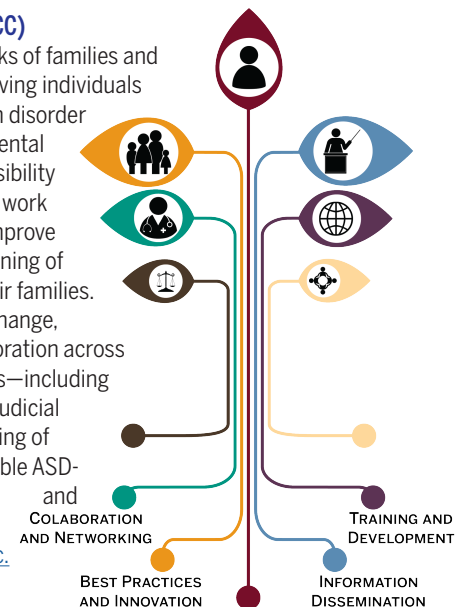 CC)
ks of families and
ving individuals
n disorder
ental
sibility
work
nprove
ning of
ir families.
hange,
oration across
s—including
udicial
ing of
ble ASD-
and
COLABORATION
AND NETWORKING
TRAINING AND
DEVELOPMENT
C.
BEST PRACTICES
AND INNOVATION
INFORMATION
DISSEMINATION